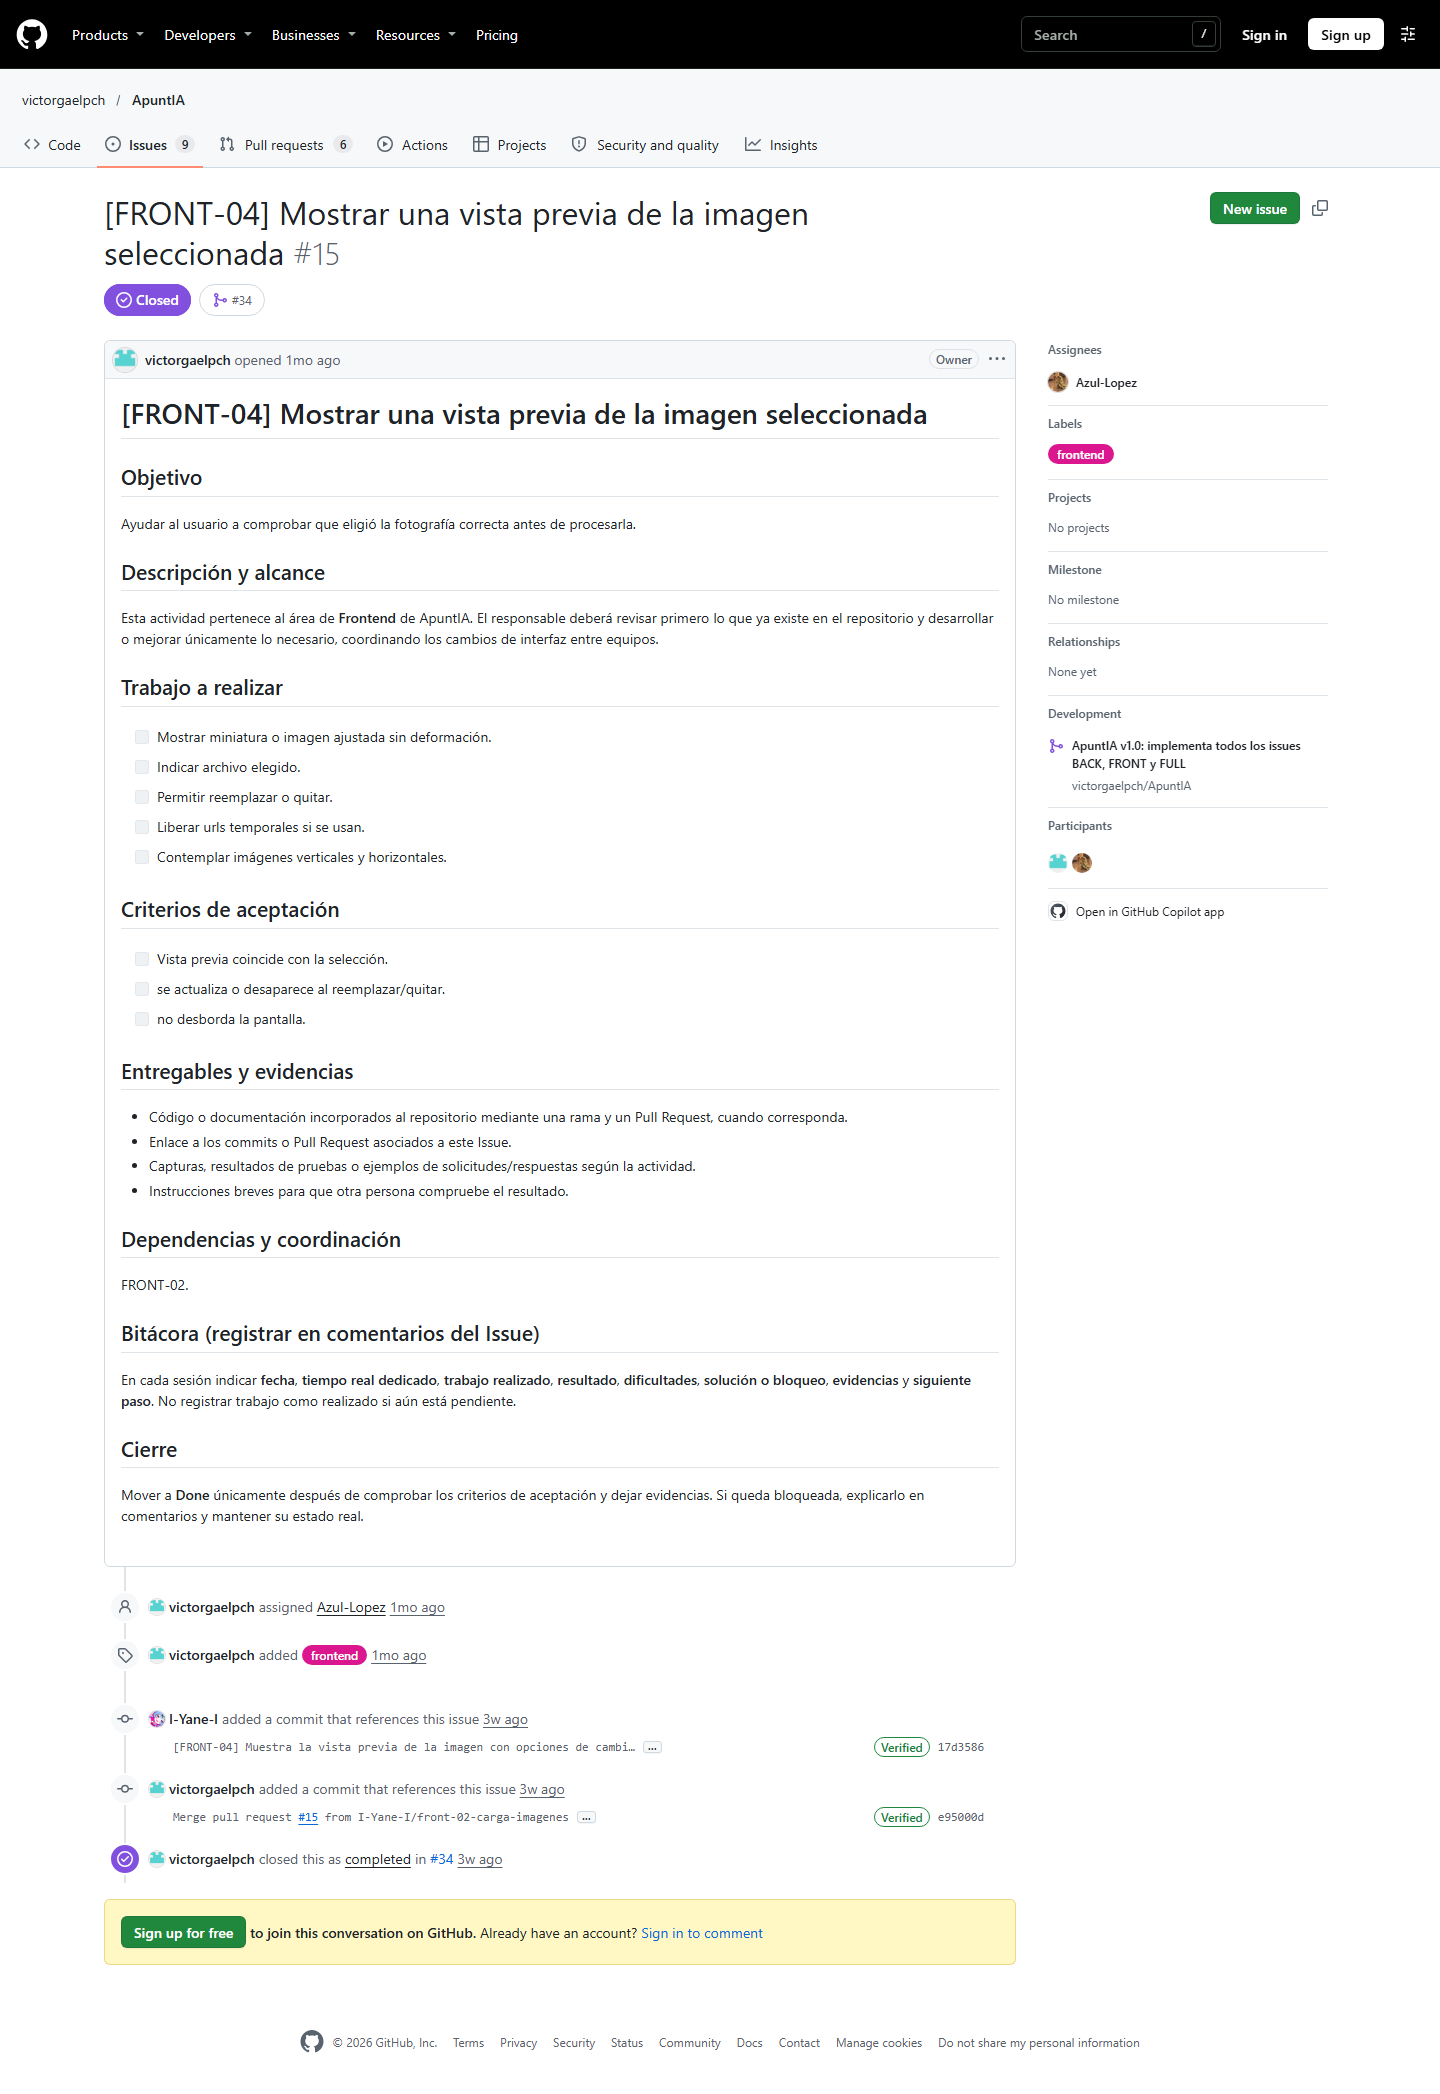 Products Developers Businesses Resources Pricing Search / Sign in Sign up
victorgaelpch / ApuntIA
Code Issues 9 Pull requests 6 Actions Projects Security and quality Insights
[FRONT-04] Mostrar una vista previa de la imagen
seleccionada #15
New issue
Closed #34
victorgaelpch opened 1mo ago Owner
[FRONT-04] Mostrar una vista previa de la imagen seleccionada
Objetivo
Ayudar al usuario a comprobar que eligió la fotografía correcta antes de procesarla.
Descripción y alcance
Esta actividad pertenece al área de Frontend de ApuntIA. El responsable deberá revisar primero lo que ya existe en el repositorio y desarrollar
o mejorar únicamente lo necesario, coordinando los cambios de interfaz entre equipos.
Trabajo a realizar
Mostrar miniatura o imagen ajustada sin deformación.
Indicar archivo elegido.
Permitir reemplazar o quitar.
Liberar urls temporales si se usan.
Contemplar imágenes verticales y horizontales.
Criterios de aceptación
Vista previa coincide con la selección.
se actualiza o desaparece al reemplazar/quitar.
no desborda la pantalla.
Entregables y evidencias
Código o documentación incorporados al repositorio mediante una rama y un Pull Request, cuando corresponda.
Enlace a los commits o Pull Request asociados a este Issue.
Capturas, resultados de pruebas o ejemplos de solicitudes/respuestas según la actividad.
Instrucciones breves para que otra persona compruebe el resultado.
Dependencias y coordinación
FRONT-02.
Bitácora (registrar en comentarios del Issue)
En cada sesión indicar fecha, tiempo real dedicado, trabajo realizado, resultado, dificultades, solución o bloqueo, evidencias y siguiente
paso. No registrar trabajo como realizado si aún está pendiente.
Cierre
Mover a Done únicamente después de comprobar los criterios de aceptación y dejar evidencias. Si queda bloqueada, explicarlo en
comentarios y mantener su estado real.
Assignees
Azul-Lopez
Labels
frontend
Projects
No projects
Milestone
No milestone
Relationships
None yet
Development
ApuntIA v1.0: implementa todos los issues
BACK, FRONT y FULL
victorgaelpch/ApuntIA
Participants
Open in GitHub Copilot app
victorgaelpch assigned Azul-Lopez 1mo ago
victorgaelpch added frontend 1mo ago
I-Yane-I added a commit that references this issue 3w ago
[FRONT-04] Muestra la vista previa de la imagen con opciones de cambi… … Verified 17d3586
victorgaelpch added a commit that references this issue 3w ago
Merge pull request #15 from I-Yane-I/front-02-carga-imagenes … Verified e95000d
victorgaelpch closed this as completed in #34 3w ago
Sign up for free to join this conversation on GitHub. Already have an account? Sign in to comment
© 2026 GitHub, Inc. Terms Privacy Security Status Community Docs Contact Manage cookies Do not share my personal information